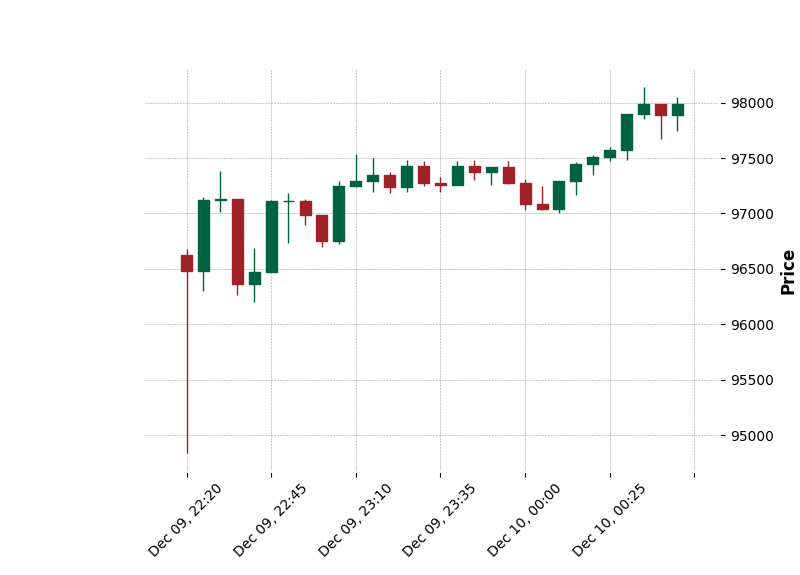 98000
97500
97000
96500
96000
95500
95000
Price
Dec 09, 22:20
Dec 09, 22:45
Dec 09, 23:10
Dec 09, 23:35
Dec 10, 00:00
Dec 10, 00:25